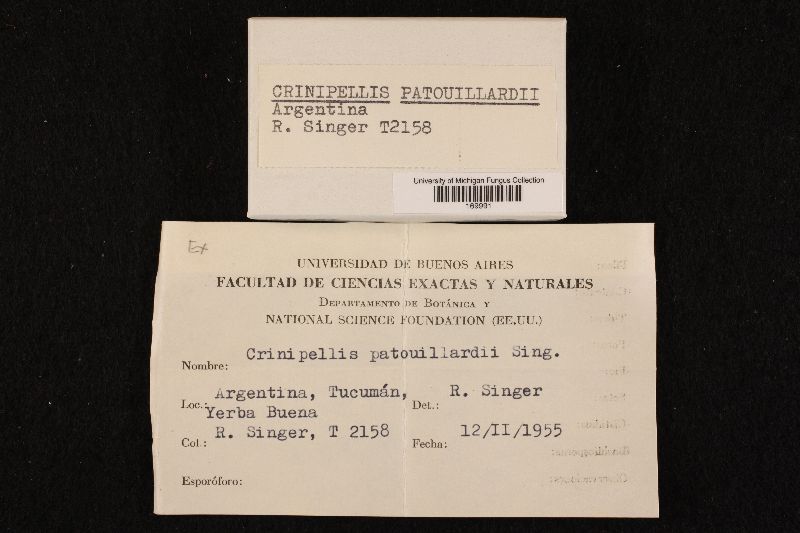 CRINIPELLIS PATOUILLARDII
Argentina
R. Singer T2158
University of Michigan Fungus Collection
169991
Ex
UNIVERSIDAD DE BUENOS AIRES
FACULTAD DE CIENCIAS EXACTAS Y NATURALES
DEPARTAMENTO DE BOTÁNICA Y
NATIONAL SCIENCE FOUNDATION (EE.UU.)
Nombre: Crinipellis patouillardii Sing.
Loc.: Argentina, Tucumán, Det.: R. Singer
Yerba Buena
Col.: R. Singer, T 2158 Fecha: 12/II/1955
Esporóforo: